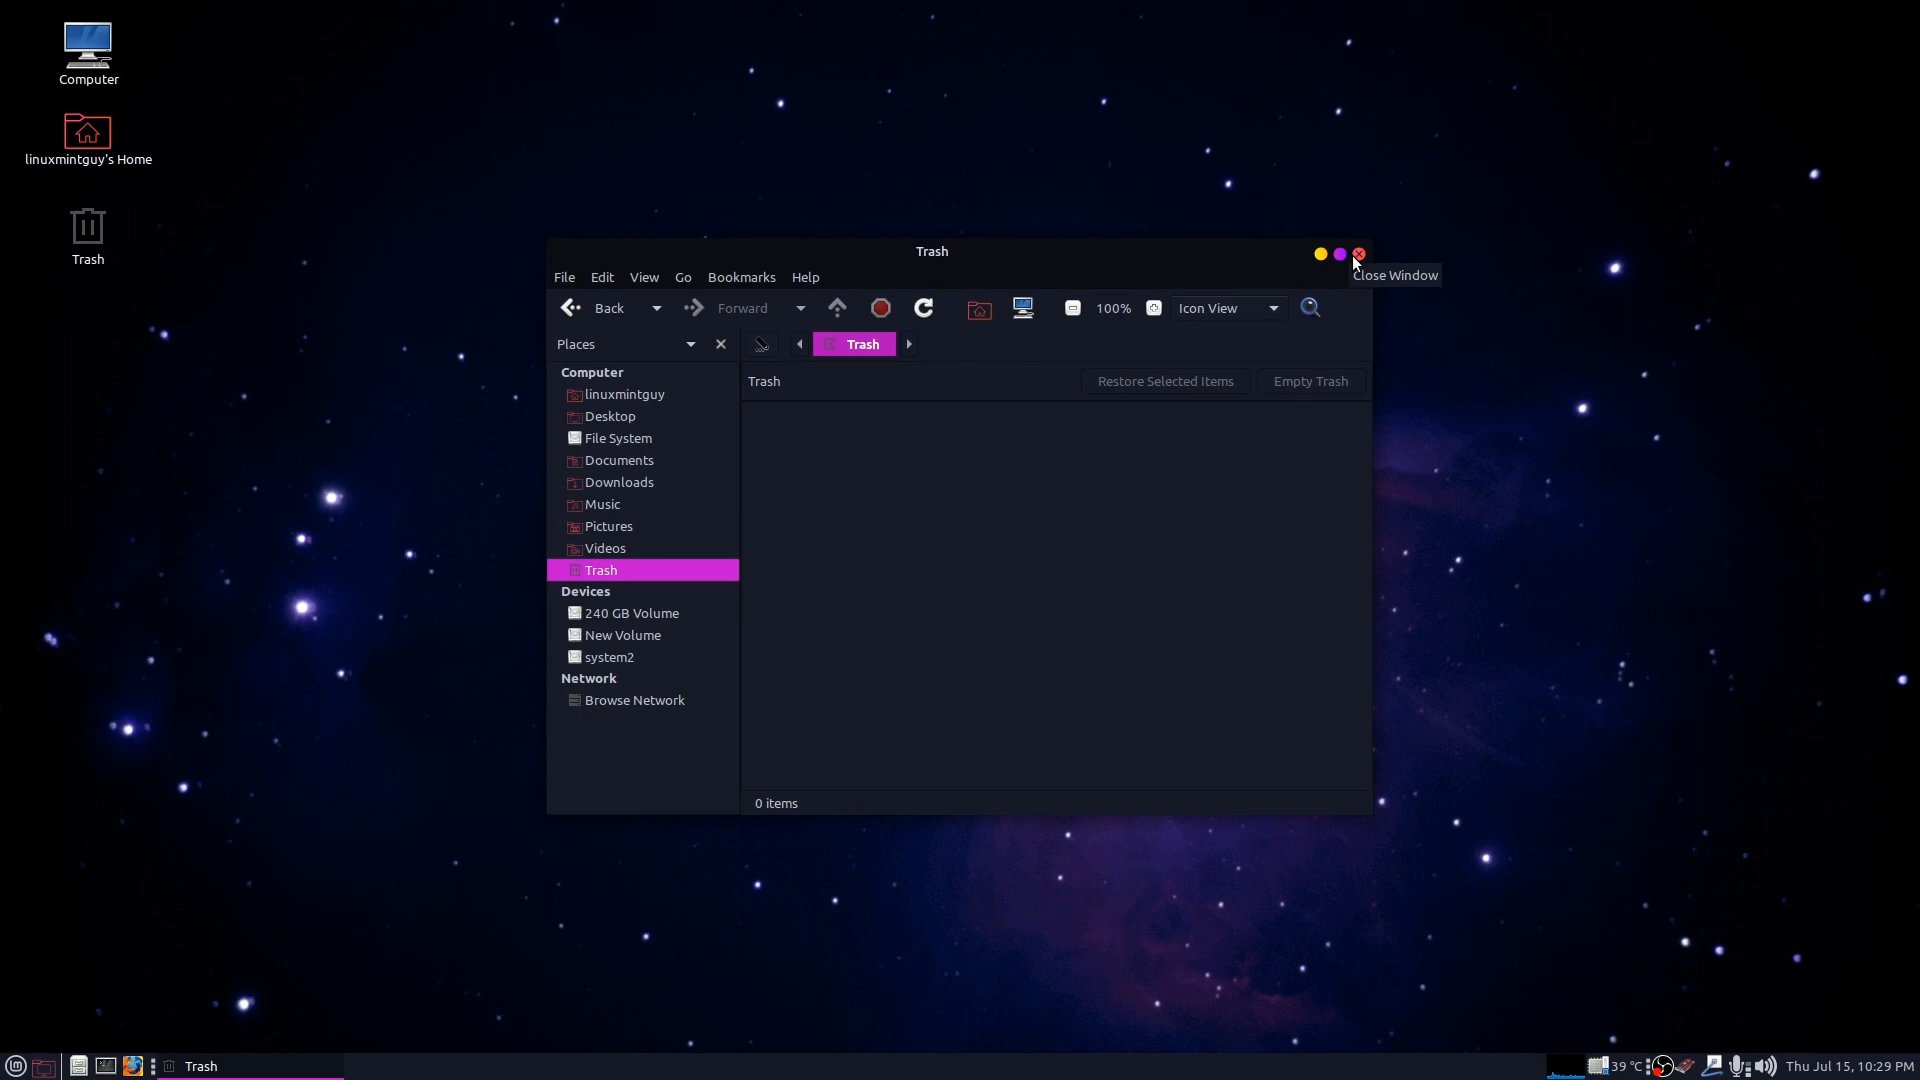 Computer
linuxmintguy's Home
Trash
Trash
Close Window
File Edit View Go Bookmarks Help
Back Forward 100% Icon View
Places
Trash
Computer
linuxmintguy
Desktop
File System
Documents
Downloads
Music
Pictures
Videos
Trash
Devices
240 GB Volume
New Volume
system2
Network
Browse Network
Trash Restore Selected Items Empty Trash
0 items
Trash 39 °C Thu Jul 15, 10:29 PM